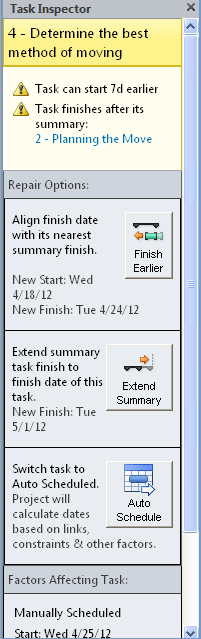 Task Inspector
4 - Determine the best
method of moving
Task can start 7d earlier
Task finishes after its
summary:
2 - Planning the Move
Repair Options:
Align finish date
with its nearest
summary finish.
New Start: Wed
4/18/12
New Finish: Tue 4/24/12
Finish
Earlier
Extend summary
task finish to
finish date of this
task.
New Finish: Tue
5/1/12
Extend
Summary
Switch task to
Auto Scheduled.
Project will
calculate dates
based on links,
constraints & other factors.
Auto
Schedule
Factors Affecting Task:
Manually Scheduled
Start: Wed 4/25/12